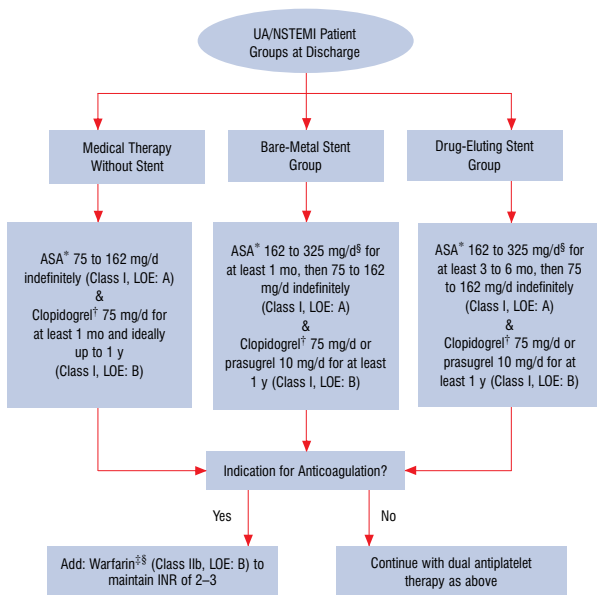 UA/NSTEMI Patient
Groups at Discharge
Medical Therapy
Without Stent
Bare-Metal Stent
Group
Drug-Eluting Stent
Group
ASA* 75 to 162 mg/d
indefinitely (Class I, LOE: A)
&
Clopidogrel† 75 mg/d for
at least 1 mo and ideally
up to 1 y
(Class I, LOE: B)
ASA* 162 to 325 mg/d§ for
at least 1 mo, then 75 to 162
mg/d indefinitely
(Class I, LOE: A)
&
Clopidogrel† 75 mg/d or
prasugrel 10 mg/d for at least
1 y (Class I, LOE: B)
ASA* 162 to 325 mg/d§ for
at least 3 to 6 mo, then 75
to 162 mg/d indefinitely
(Class I, LOE: A)
&
Clopidogrel† 75 mg/d or
prasugrel 10 mg/d for at
least 1 y (Class I, LOE: B)
Indication for Anticoagulation?
Yes
No
Add: Warfarin‡§ (Class IIb, LOE: B) to
maintain INR of 2–3
Continue with dual antiplatelet
therapy as above